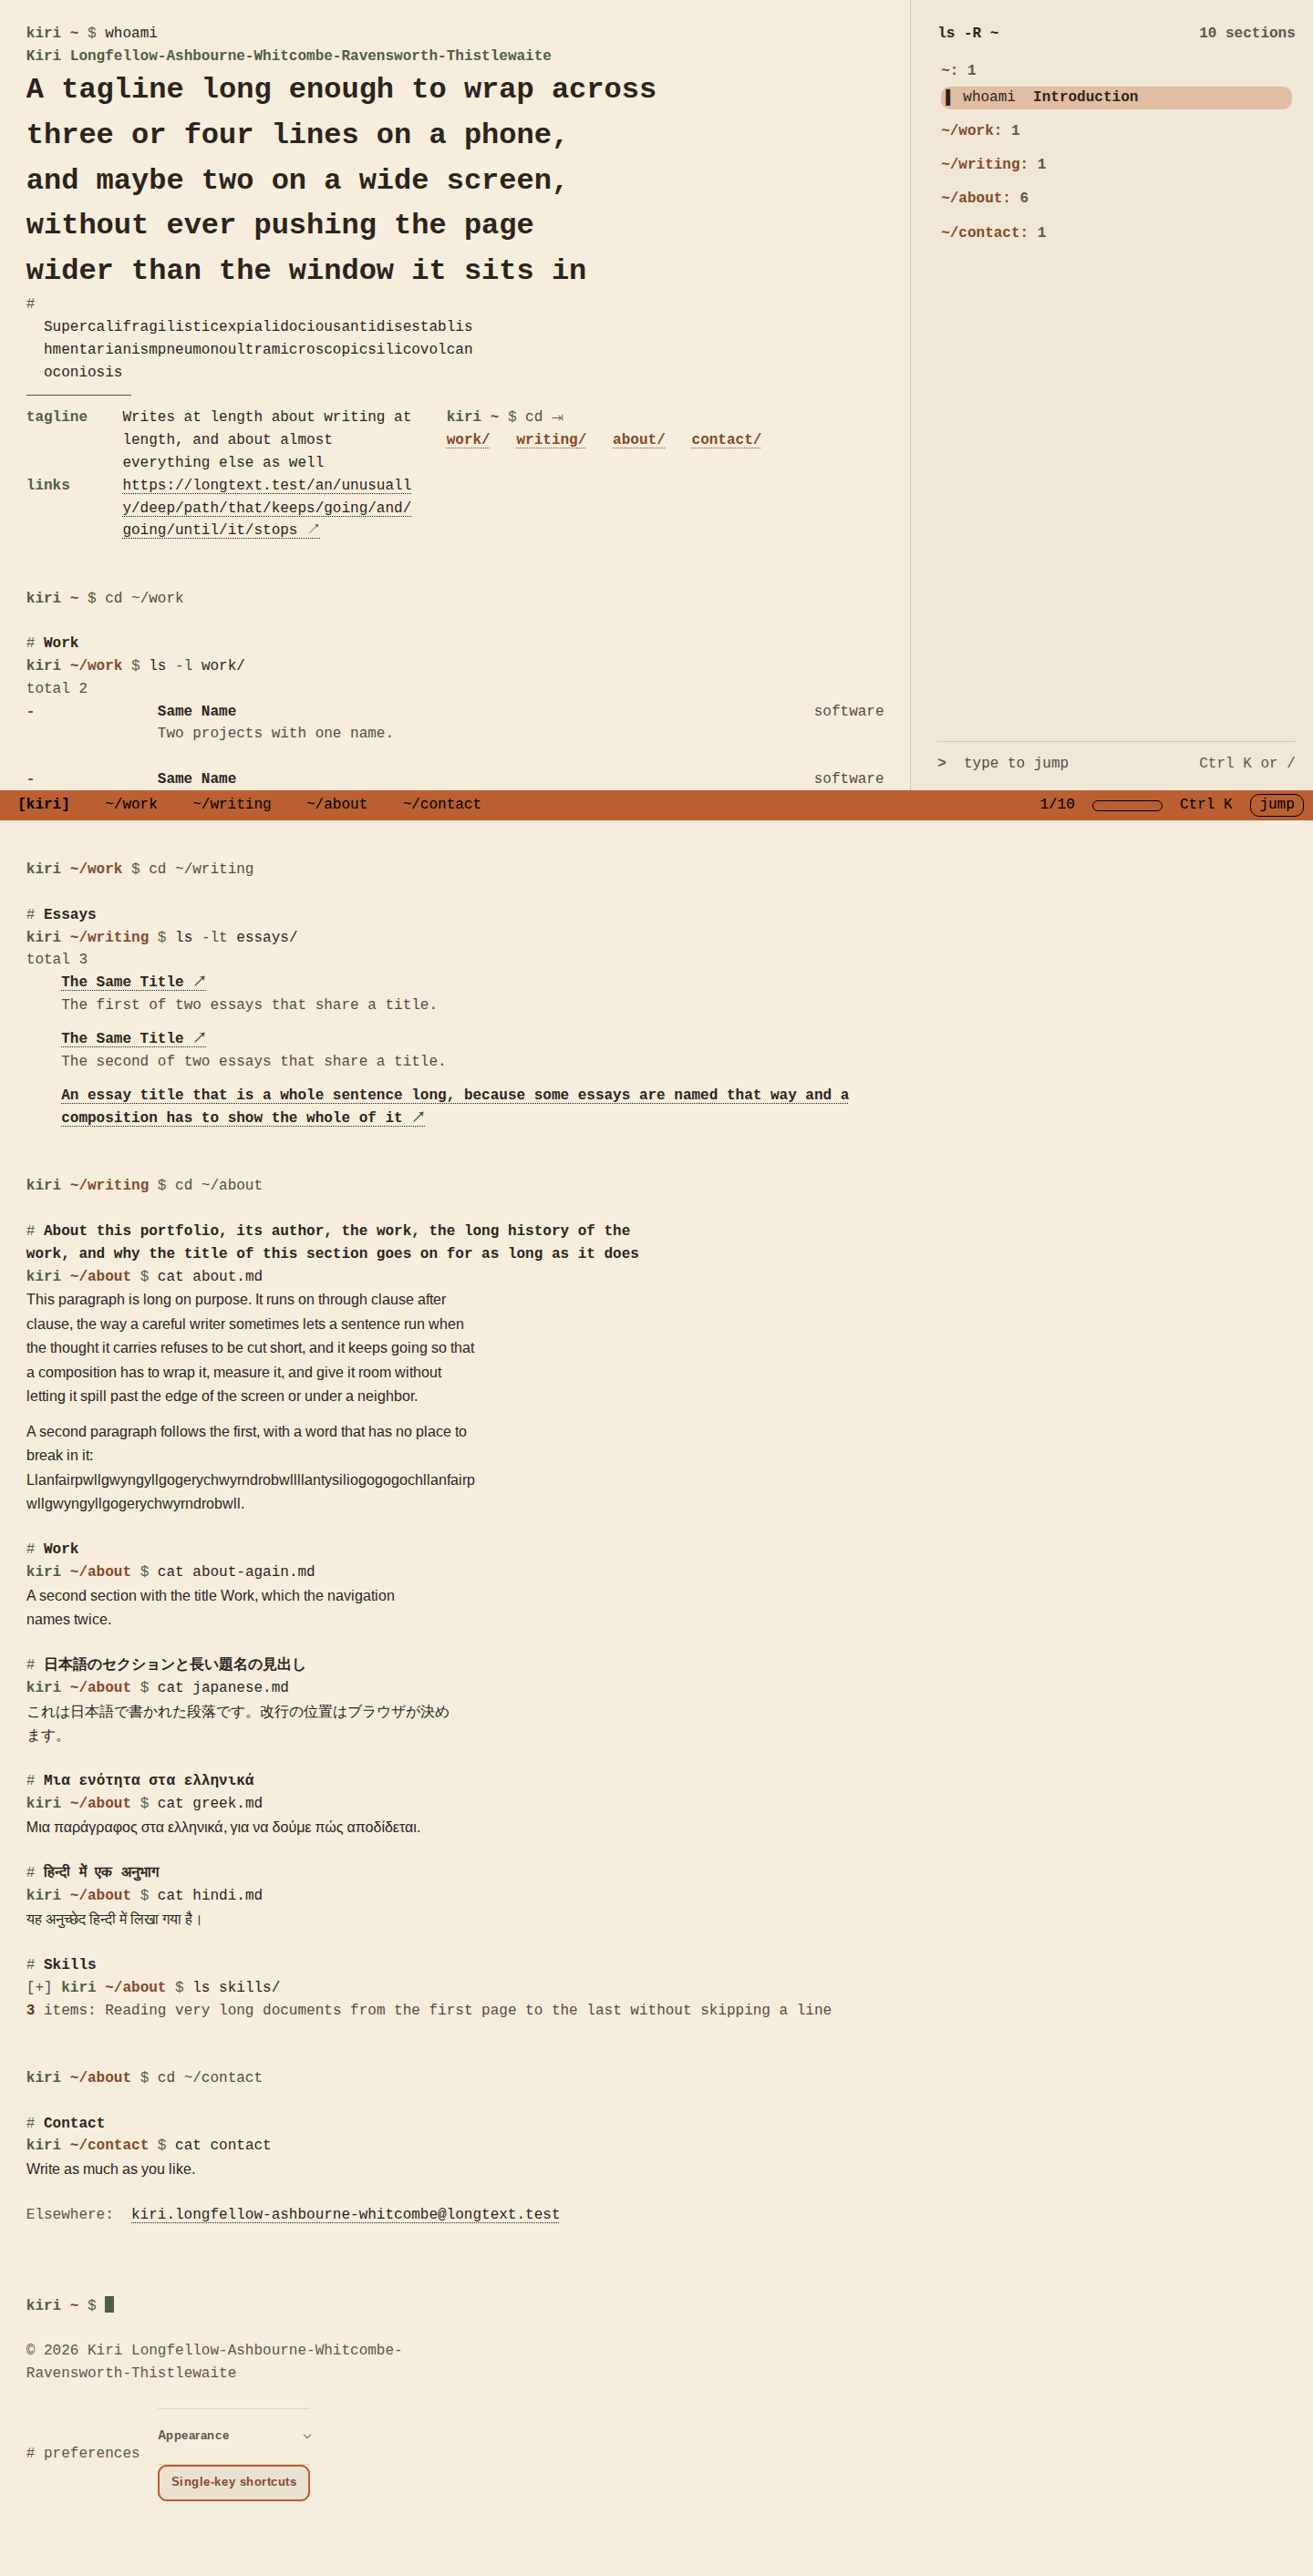 kiri ~ $ whoami
Kiri Longfellow-Ashbourne-Whitcombe-Ravensworth-Thistlewaite
A tagline long enough to wrap across
three or four lines on a phone,
and maybe two on a wide screen,
without ever pushing the page
wider than the window it sits in
#
Supercalifragilisticexpialidociousantidisestablis
hmentarianismpneumonoultramicroscopicsilicovolcan
oconiosis
tagline Writes at length about writing at
length, and about almost
everything else as well
links https://longtext.test/an/unusuall
y/deep/path/that/keeps/going/and/
going/until/it/stops ↗
kiri ~ $ cd ⇥
work/ writing/ about/ contact/
kiri ~ $ cd ~/work
# Work
kiri ~/work $ ls -l work/
total 2
- Same Name software
Two projects with one name.
- Same Name software
ls -R ~ 10 sections
~: 1
whoami Introduction
~/work: 1
~/writing: 1
~/about: 6
~/contact: 1
> type to jump Ctrl K or /
[kiri] ~/work ~/writing ~/about ~/contact 1/10 Ctrl K jump
kiri ~/work $ cd ~/writing
# Essays
kiri ~/writing $ ls -lt essays/
total 3
The Same Title ↗
The first of two essays that share a title.
The Same Title ↗
The second of two essays that share a title.
An essay title that is a whole sentence long, because some essays are named that way and a
composition has to show the whole of it ↗
kiri ~/writing $ cd ~/about
# About this portfolio, its author, the work, the long history of the
work, and why the title of this section goes on for as long as it does
kiri ~/about $ cat about.md
This paragraph is long on purpose. It runs on through clause after
clause, the way a careful writer sometimes lets a sentence run when
the thought it carries refuses to be cut short, and it keeps going so that
a composition has to wrap it, measure it, and give it room without
letting it spill past the edge of the screen or under a neighbor.
A second paragraph follows the first, with a word that has no place to
break in it:
Llanfairpwllgwyngyllgogerychwyrndrobwllllantysiliogogogochllanfairp
wllgwyngyllgogerychwyrndrobwll.
# Work
kiri ~/about $ cat about-again.md
A second section with the title Work, which the navigation
names twice.
# 日本語のセクションと長い題名の見出し
kiri ~/about $ cat japanese.md
これは日本語で書かれた段落です。改行の位置はブラウザが決め
ます。
# Μια ενότητα στα ελληνικά
kiri ~/about $ cat greek.md
Μια παράγραφος στα ελληνικά, για να δούμε πώς αποδίδεται.
# हिन्दी में एक अनुभाग
kiri ~/about $ cat hindi.md
यह अनुच्छेद हिन्दी में लिखा गया है।
# Skills
[+] kiri ~/about $ ls skills/
3 items: Reading very long documents from the first page to the last without skipping a line
kiri ~/about $ cd ~/contact
# Contact
kiri ~/contact $ cat contact
Write as much as you like.
Elsewhere: kiri.longfellow-ashbourne-whitcombe@longtext.test
kiri ~ $
© 2026 Kiri Longfellow-Ashbourne-Whitcombe-
Ravensworth-Thistlewaite
# preferences
Appearance
Single-key shortcuts